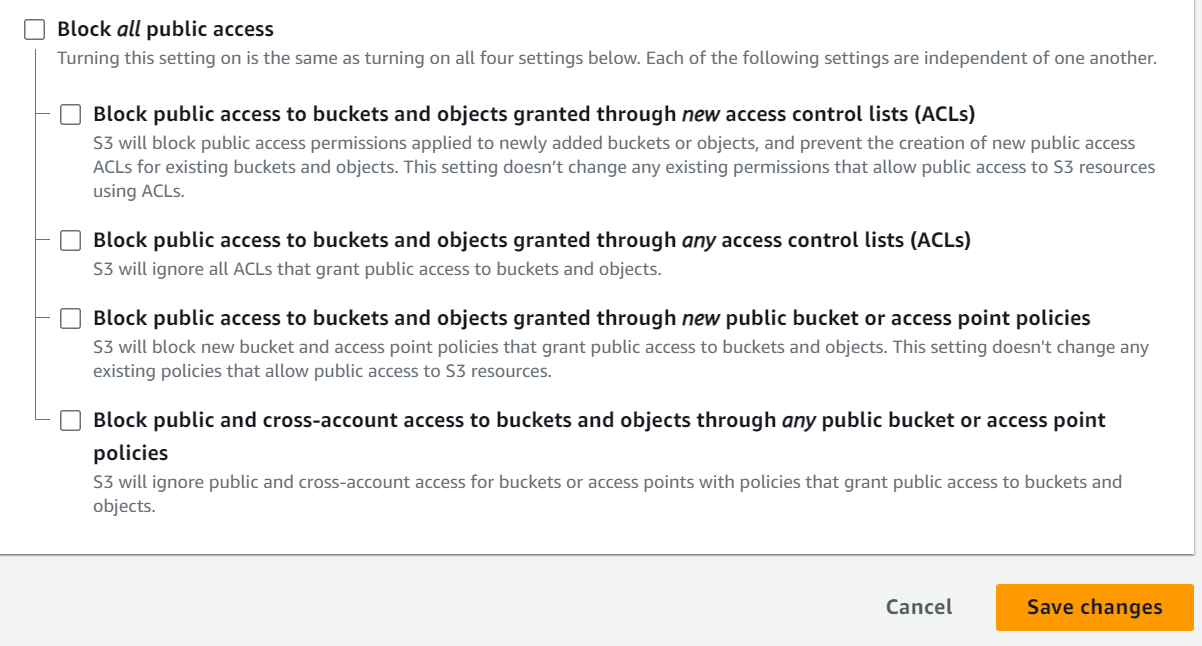 Block all public access
Turning this setting on is the same as turning on all four settings below. Each of the following settings are independent of one another.
Block public access to buckets and objects granted through new access control lists (ACLs)
S3 will block public access permissions applied to newly added buckets or objects, and prevent the creation of new public access
ACLs for existing buckets and objects. This setting doesn’t change any existing permissions that allow public access to S3 resources
using ACLs.
Block public access to buckets and objects granted through any access control lists (ACLs)
S3 will ignore all ACLs that grant public access to buckets and objects.
Block public access to buckets and objects granted through new public bucket or access point policies
S3 will block new bucket and access point policies that grant public access to buckets and objects. This setting doesn't change any
existing policies that allow public access to S3 resources.
Block public and cross-account access to buckets and objects through any public bucket or access point
policies
S3 will ignore public and cross-account access for buckets or access points with policies that grant public access to buckets and
objects.
Cancel
Save changes